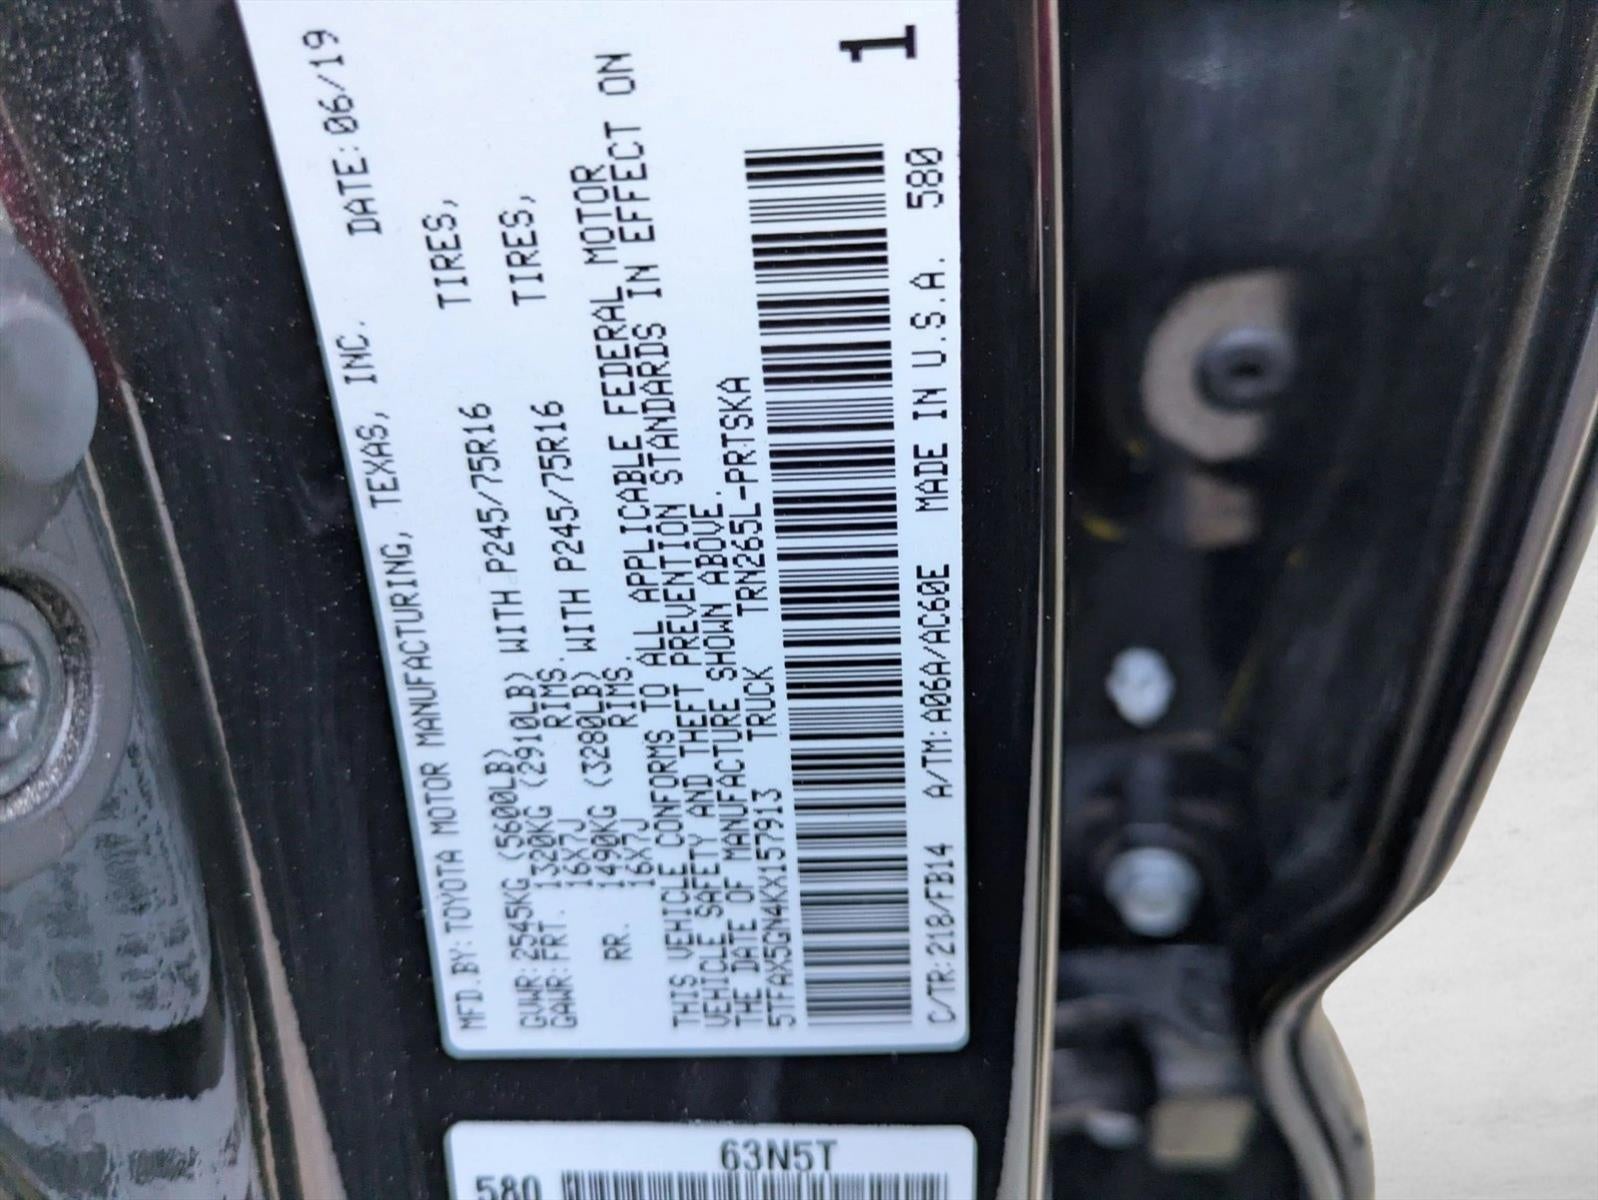 MFD.BY:TOYOTA MOTOR MANUFACTURING, TEXAS, INC. DATE:06/19
GVWR:2545KG (5600LB)
GAWR:FRT. 1320KG (2910LB) WITH P245/75R16 TIRES,
16X7J RIMS.
RR. 1490KG (3280LB) WITH P245/75R16 TIRES,
16X7J RIMS.
THIS VEHICLE CONFORMS TO ALL APPLICABLE FEDERAL MOTOR
VEHICLE SAFETY AND THEFT PREVENTION STANDARDS IN EFFECT ON
THE DATE OF MANUFACTURE SHOWN ABOVE.
5TFAX5GN4KX157913 TRUCK TRN265L-PRTSKA
1
C/TR:218/FB14 A/TM:A06A/AC60E MADE IN U.S.A. 580
63N5T
580